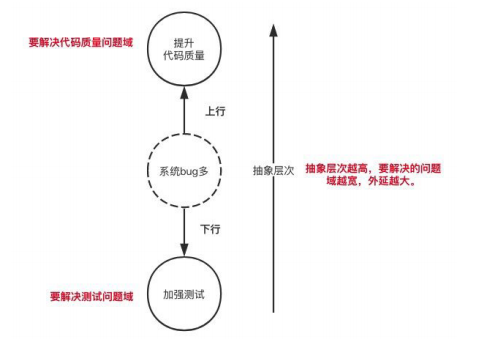 提升
代码质量
要解决代码质量问题域
上行
系统bug多
抽象层次
抽象层次越高，要解决的问题
域越宽，外延越大。
下行
加强测试
要解决测试问题域